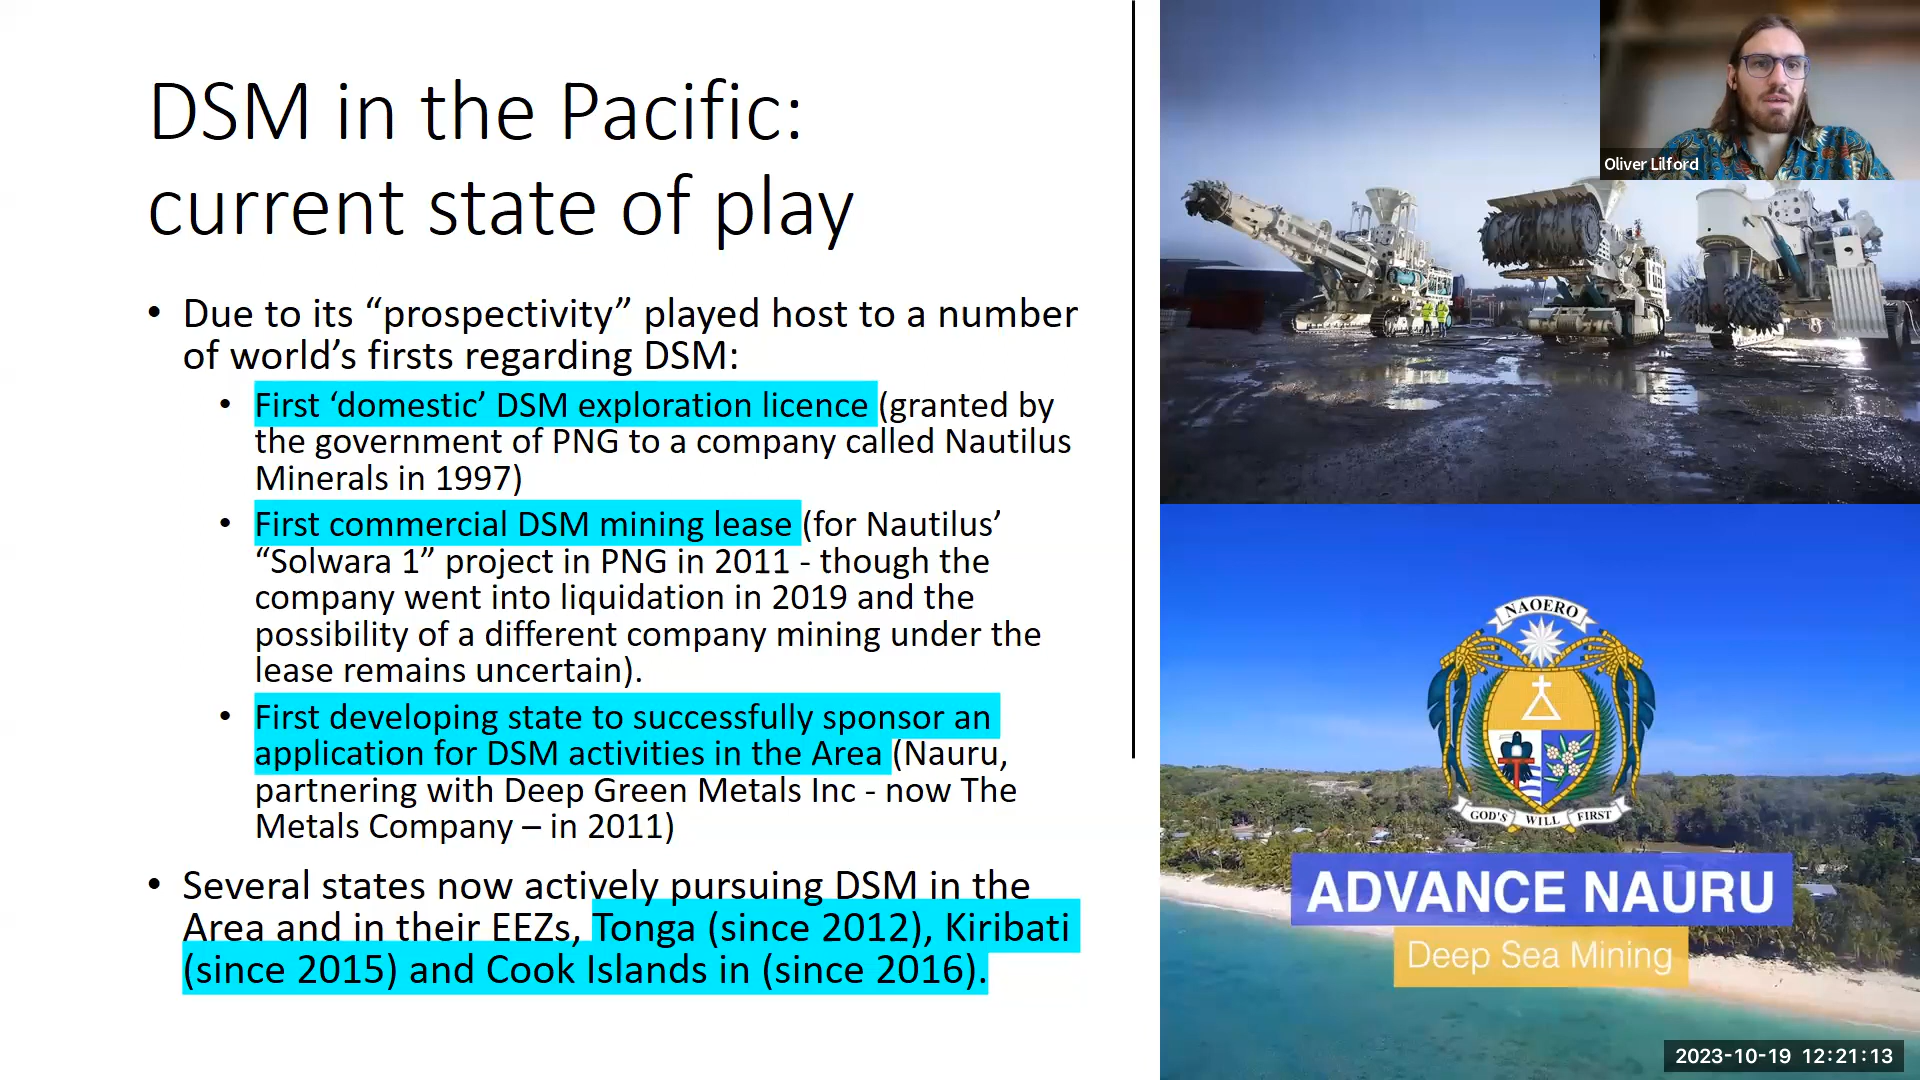 DSM in the Pacific:
current state of play
• Due to its “prospectivity” played host to a number
of world’s firsts regarding DSM:
• First ‘domestic’ DSM exploration licence (granted by
the government of PNG to a company called Nautilus
Minerals in 1997)
• First commercial DSM mining lease (for Nautilus’
“Solwara 1” project in PNG in 2011 - though the
company went into liquidation in 2019 and the
possibility of a different company mining under the
lease remains uncertain).
• First developing state to successfully sponsor an
application for DSM activities in the Area (Nauru,
partnering with Deep Green Metals Inc - now The
Metals Company – in 2011)
• Several states now actively pursuing DSM in the
Area and in their EEZs, Tonga (since 2012), Kiribati
(since 2015) and Cook Islands in (since 2016).
Oliver Lilford
NAOERO
GOD'S WILL FIRST
ADVANCE NAURU
Deep Sea Mining
2023-10-19 12:21:13